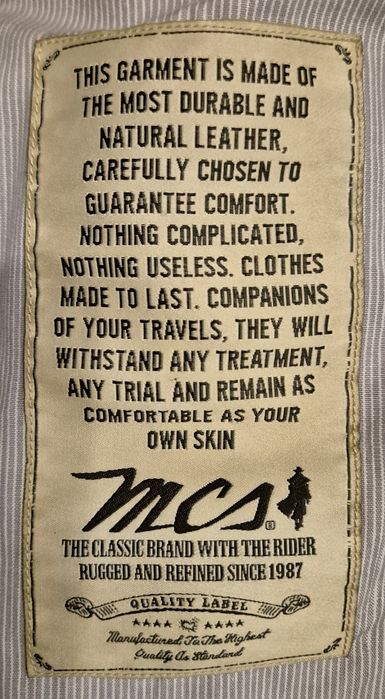 THIS GARMENT IS MADE OF
THE MOST DURABLE AND
NATURAL LEATHER,
CAREFULLY CHOSEN TO
GUARANTEE COMFORT.
NOTHING COMPLICATED,
NOTHING USELESS. CLOTHES
MADE TO LAST. COMPANIONS
OF YOUR TRAVELS, THEY WILL
WITHSTAND ANY TREATMENT,
ANY TRIAL AND REMAIN AS
COMFORTABLE AS YOUR
OWN SKIN
mcs®
THE CLASSIC BRAND WITH THE RIDER
RUGGED AND REFINED SINCE 1987
QUALITY LABEL
Manufactured To The Highest
Quality As Standard